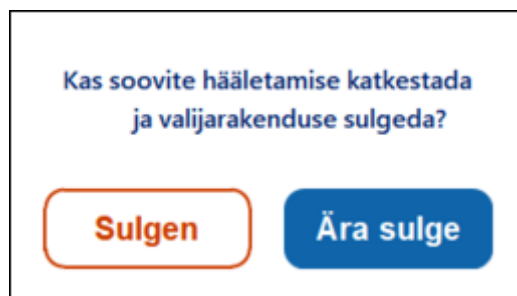 Kas soovite hääletamise katkestada
ja valijarakenduse sulgeda?
Sulgen
Ära sulge